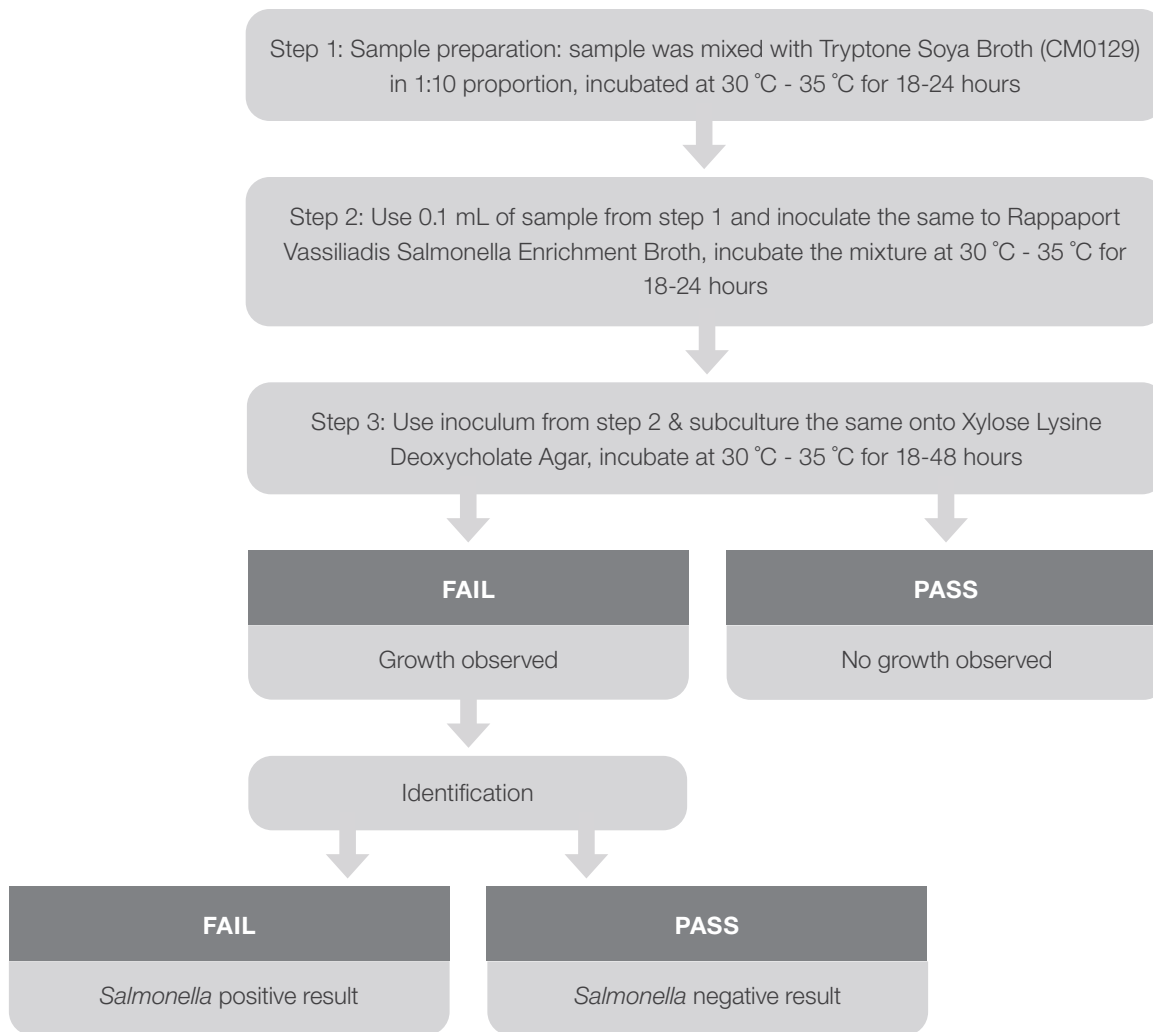 Step 1: Sample preparation: sample was mixed with Tryptone Soya Broth (CM0129)
in 1:10 proportion, incubated at 30 ˚C - 35 ˚C for 18-24 hours
Step 2: Use 0.1 mL of sample from step 1 and inoculate the same to Rappaport
Vassiliadis Salmonella Enrichment Broth, incubate the mixture at 30 ˚C - 35 ˚C for
18-24 hours
Step 3: Use inoculum from step 2 & subculture the same onto Xylose Lysine
Deoxycholate Agar, incubate at 30 ˚C - 35 ˚C for 18-48 hours
FAIL
Growth observed
PASS
No growth observed
Identification
FAIL
Salmonella positive result
PASS
Salmonella negative result